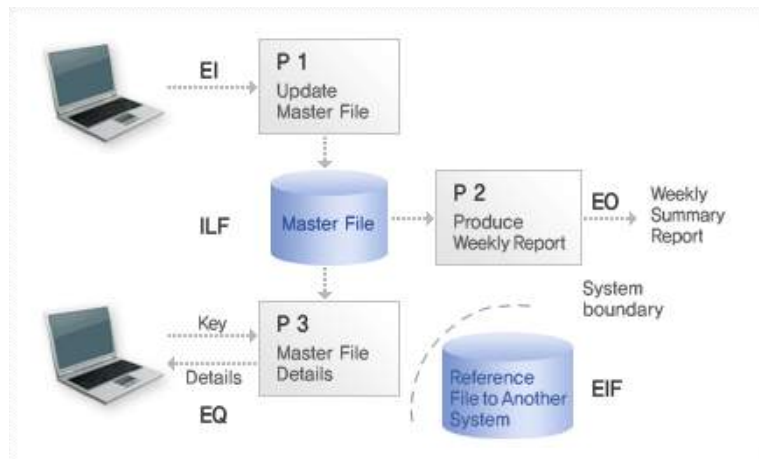 EI
P 1
Update
Master File
ILF
Master File
P 2
Produce
Weekly Report
EO
Weekly
Summary
Report
System
boundary
Key
Details
EQ
P 3
Master File
Details
Reference
File to Another
System
EIF